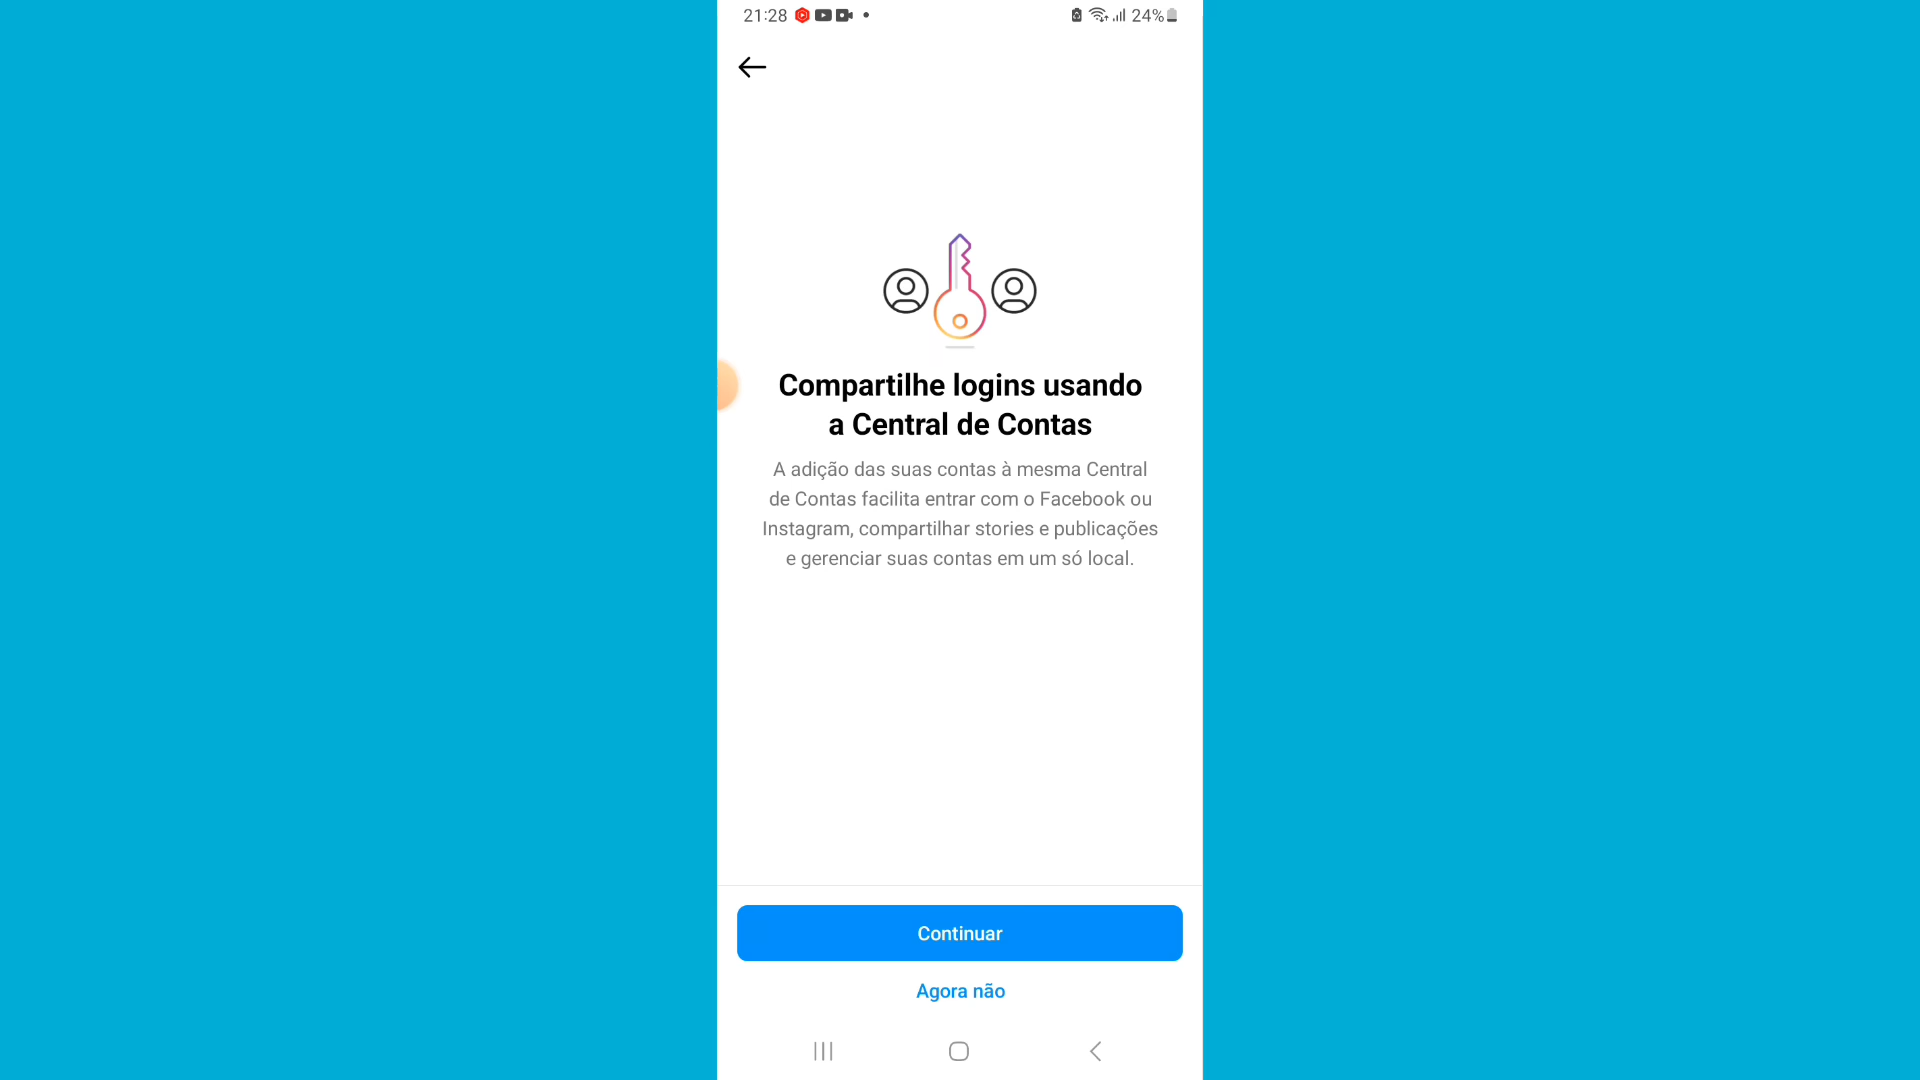 21:28
24%
Compartilhe logins usando
a Central de Contas
A adição das suas contas à mesma Central
de Contas facilita entrar com o Facebook ou
Instagram, compartilhar stories e publicações
e gerenciar suas contas em um só local.
Continuar
Agora não